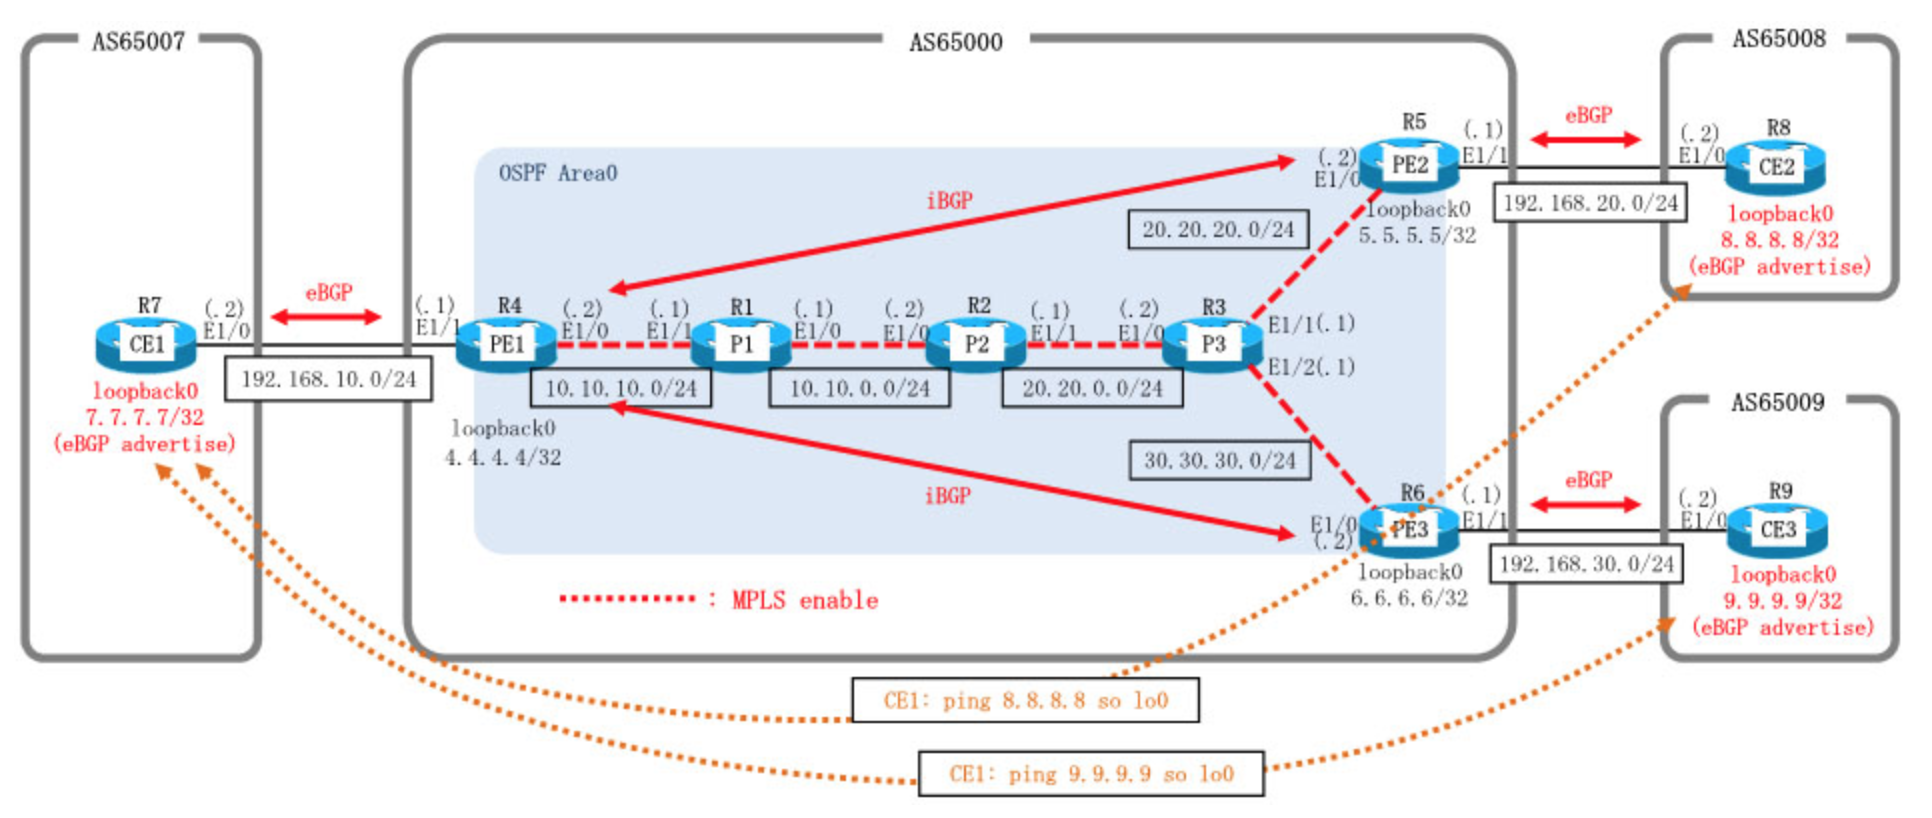 AS65007
AS65000
AS65008
OSPF Area0
iBGP
20.20.20.0/24
R5
PE2
(.2)
E1/0
(.1)
E1/1
loopback0
5.5.5.5/32
eBGP
192.168.20.0/24
(.2)
E1/0
R8
CE2
loopback0
8.8.8.8/32
(eBGP advertise)
R7
CE1
(.2)
E1/0
loopback0
7.7.7.7/32
(eBGP advertise)
eBGP
192.168.10.0/24
(.1)
E1/1
R4
PE1
(.2)
E1/0
loopback0
4.4.4.4/32
10.10.10.0/24
(.1)
E1/1
R1
P1
(.1)
E1/0
10.10.0.0/24
(.2)
E1/0
R2
P2
(.1)
E1/1
20.20.0.0/24
(.2)
E1/0
R3
P3
E1/1(.1)
E1/2(.1)
30.30.30.0/24
iBGP
AS65009
R6
PE3
E1/0
(.2)
(.1)
E1/1
loopback0
6.6.6.6/32
eBGP
192.168.30.0/24
(.2)
E1/0
R9
CE3
loopback0
9.9.9.9/32
(eBGP advertise)
: MPLS enable
CE1: ping 8.8.8.8 so lo0
CE1: ping 9.9.9.9 so lo0